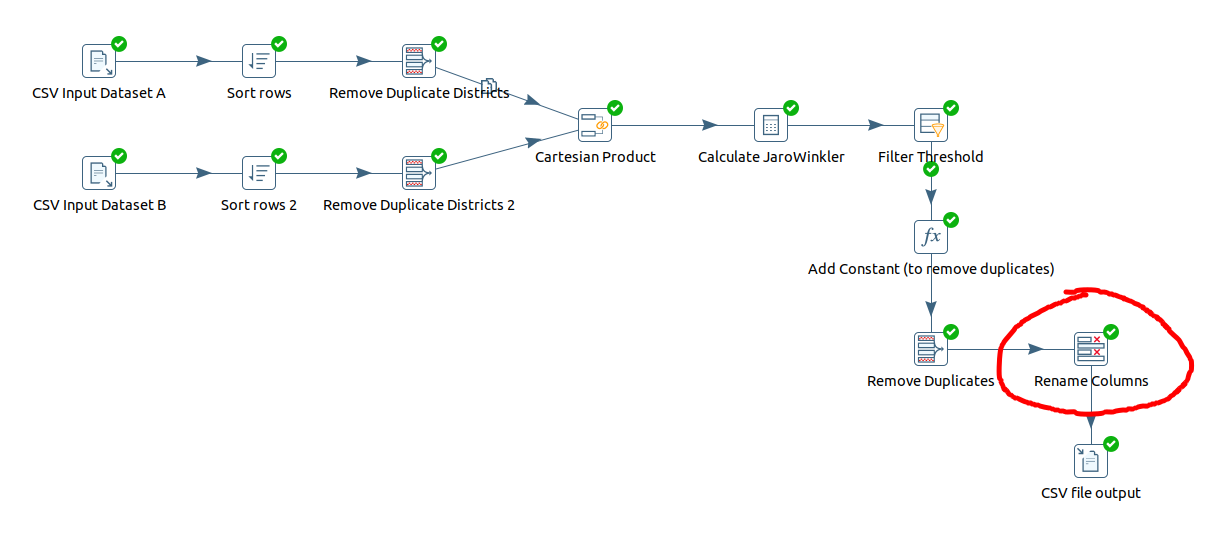 CSV Input Dataset A
Sort rows
Remove Duplicate Districts
Cartesian Product
Calculate JaroWinkler
Filter Threshold
CSV Input Dataset B
Sort rows 2
Remove Duplicate Districts 2
fx
Add Constant (to remove duplicates)
Remove Duplicates
Rename Columns
CSV file output